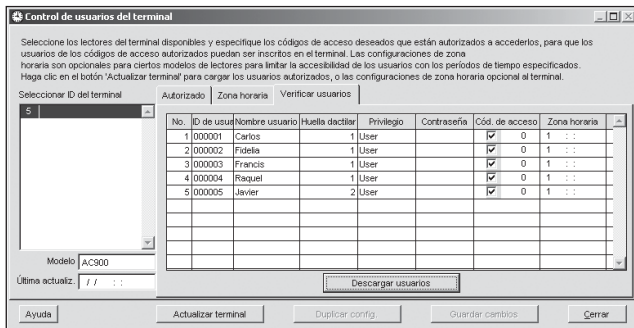 Control de usuarios del terminal
Seleccione los lectores del terminal disponibles y especifique los códigos de acceso deseados que están autorizados a accederlos, para que los
usuarios de los códigos de acceso autorizados puedan ser inscritos en el terminal. Las configuraciones de zona
horaria son opcionales para ciertos modelos de lectores para limitar la accesibilidad de los usuarios con los períodos de tiempo especificados.
Haga clic en el botón 'Actualizar terminal' para cargar los usuarios autorizados, o las configuraciones de zona horaria opcional al terminal.
Seleccionar ID del terminal
5
Autorizado Zona horaria Verificar usuarios
No. ID de usua Nombre usuario Huella dactilar Privilegio Contraseña Cód. de acceso Zona horaria
1 000001 Carlos 1 User 0 1 : :
2 000002 Fidelia 1 User 0 1 : :
3 000003 Francis 1 User 0 1 : :
4 000004 Raquel 1 User 0 1 : :
5 000005 Javier 2 User 0 1 : :
Modelo AC900
Última actualiz. / / : :
Descargar usuarios
Ayuda Actualizar terminal Duplicar config. Guardar cambios Cerrar